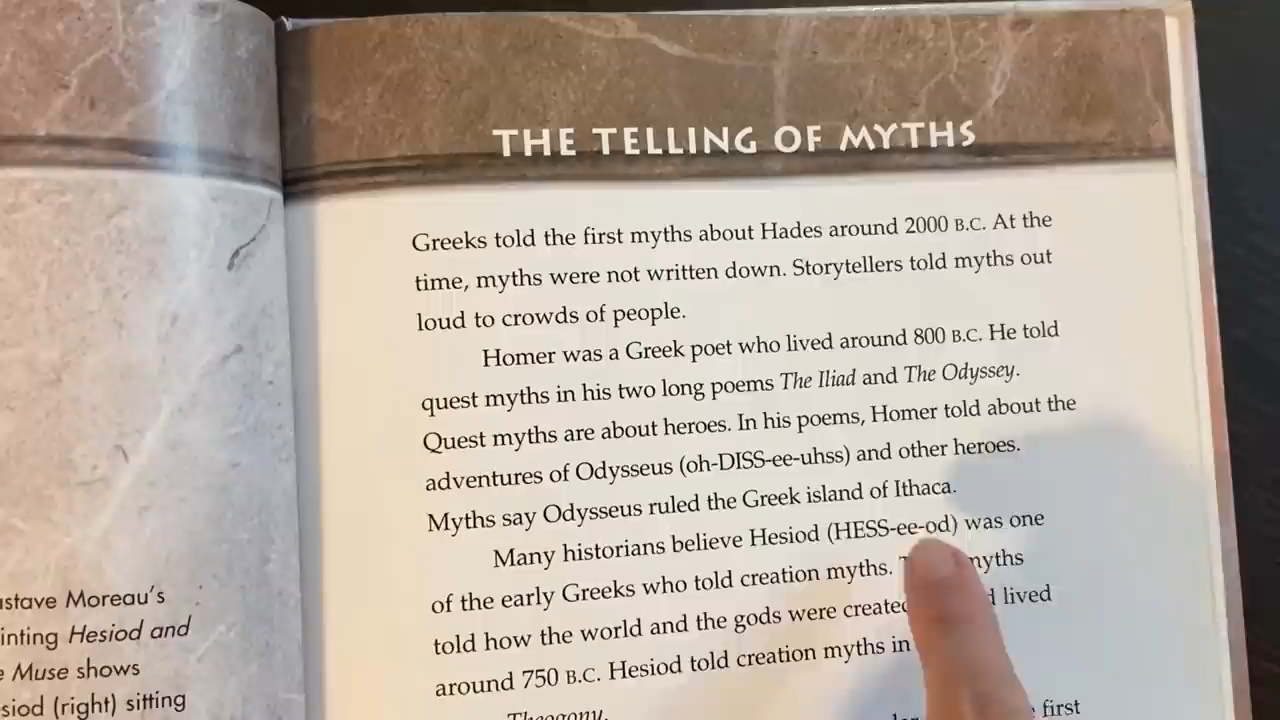 THE TELLING OF MYTHS
Greeks told the first myths about Hades around 2000 B.C. At the
time, myths were not written down. Storytellers told myths out
loud to crowds of people.
Homer was a Greek poet who lived around 800 B.C. He told
quest myths in his two long poems The Iliad and The Odyssey.
Quest myths are about heroes. In his poems, Homer told about the
adventures of Odysseus (oh-DISS-ee-uhss) and other heroes.
Myths say Odysseus ruled the Greek island of Ithaca.
Many historians believe Hesiod (HESS-ee-od) was one
of the early Greeks who told creation myths. myths
told how the world and the gods were created lived
around 750 B.C. Hesiod told creation myths in
Theogony.
first
Moreau's
Hesiod and
Muse shows
(right) sitting